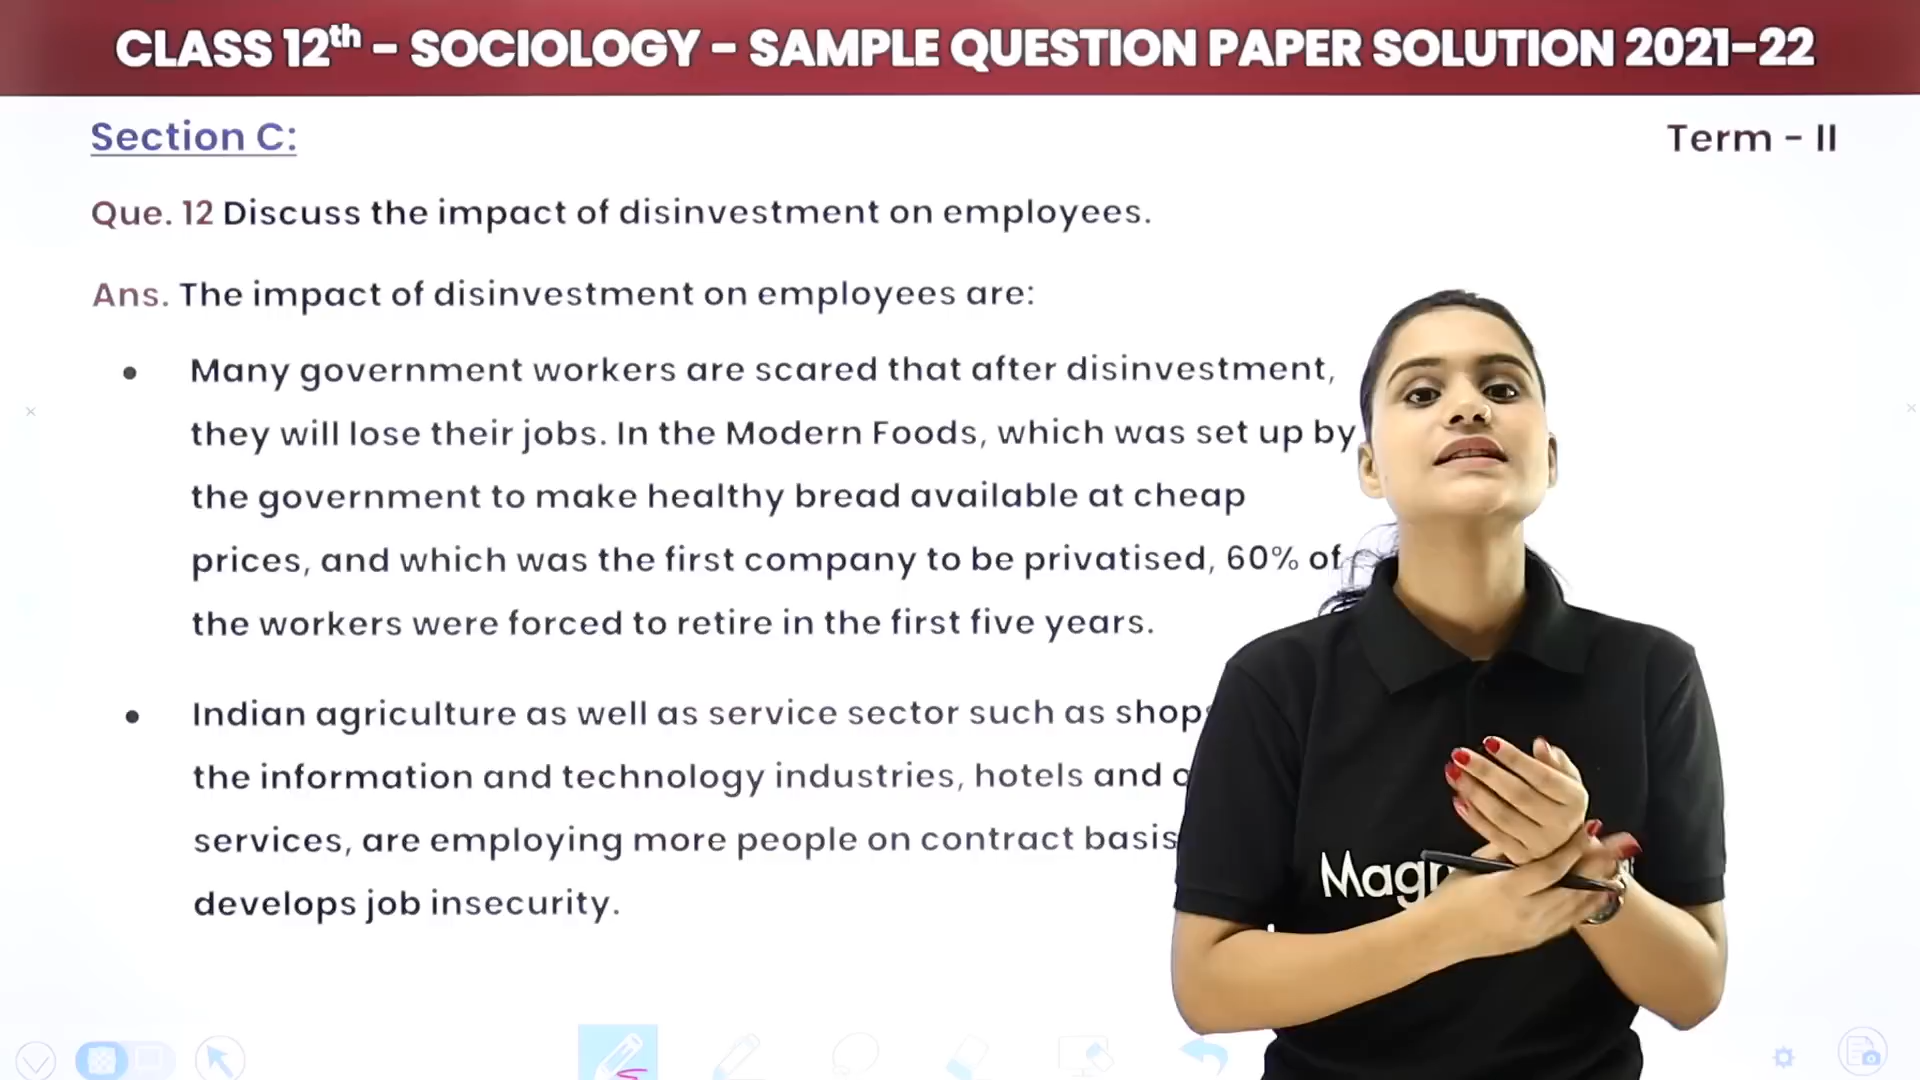 CLASS 12th - SOCIOLOGY - SAMPLE QUESTION PAPER SOLUTION 2021-22
Section C:
Term - II
Que. 12 Discuss the impact of disinvestment on employees.
Ans. The impact of disinvestment on employees are:
• Many government workers are scared that after disinvestment,
they will lose their jobs. In the Modern Foods, which was set up by
the government to make healthy bread available at cheap
prices, and which was the first company to be privatised, 60% of
the workers were forced to retire in the first five years.
• Indian agriculture as well as service sector such as
the information and technology industries, hotels and
services, are employing more people on contract basis
develops job insecurity.